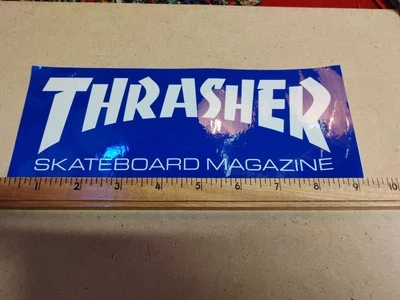 THRASHER
SKATEBOARD MAGAZINE
1 2 3 4 5 6 7 8 9 10